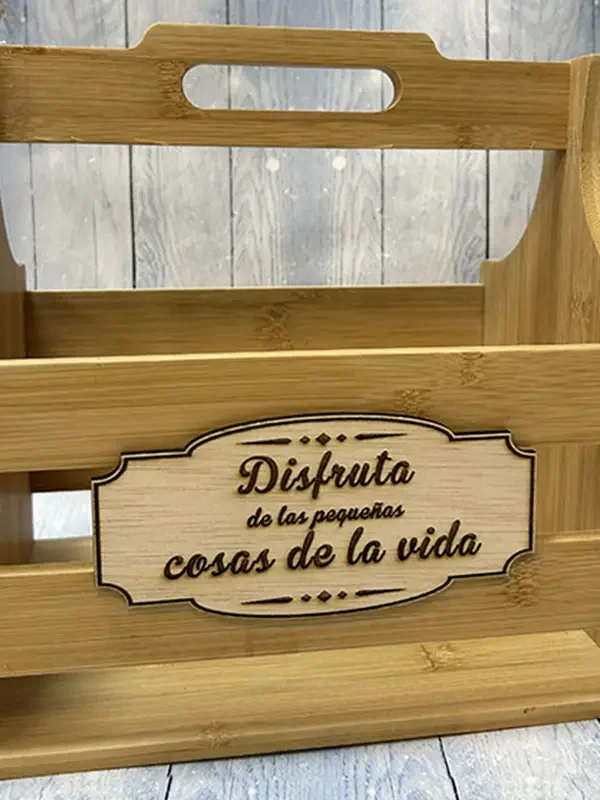 Disfruta
de las pequeñas
cosas de la vida